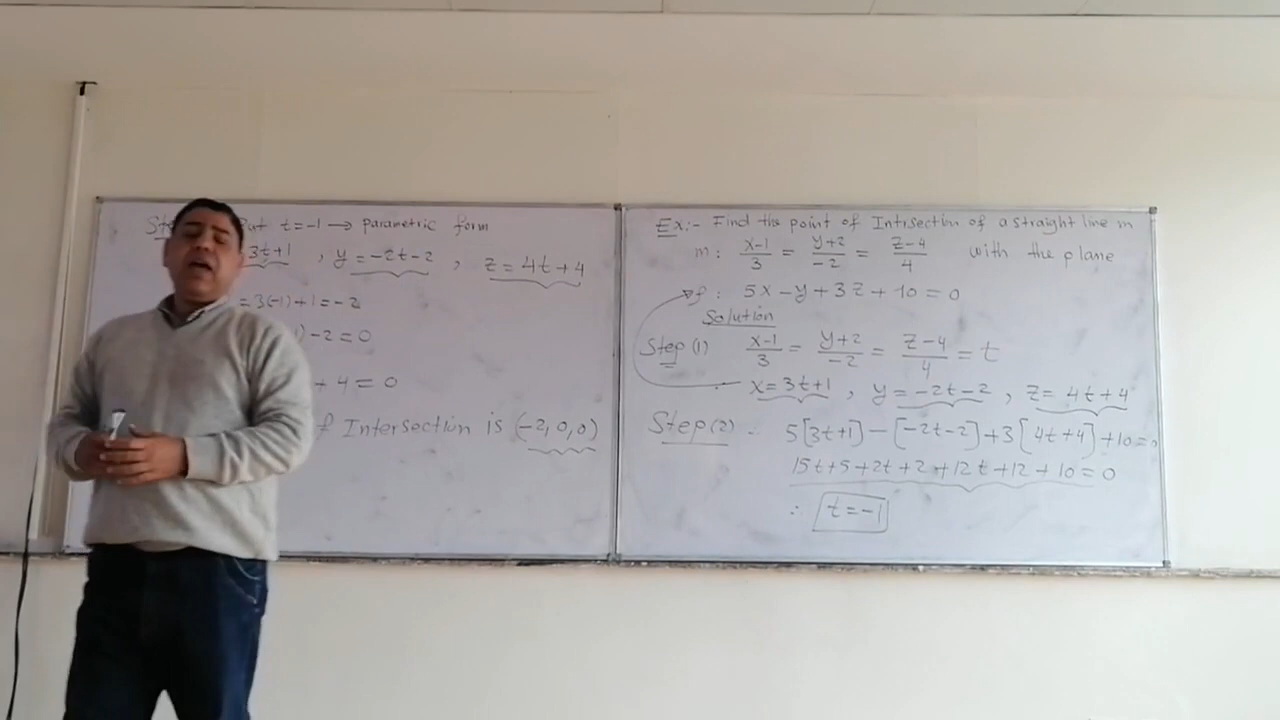 Put t=-1 → parametric form
3t+1 , y=-2t-2 , z=4t+4
=3(-1)+1=-2
)-2=0
+4=0
f Intersection is (-2,0,0)
Ex:- Find the point of Intrsection of a straight line m
m: x-1/3 = y+2/-2 = z-4/4 with the plane
: 5x-y+3z+10=0
Solution
Step (1) x-1/3 = y+2/-2 = z-4/4 = t
x=3t+1 , y=-2t-2 , z=4t+4
Step(2) 5[3t+1]-[-2t-2]+3[4t+4]+10=0
15t+5+2t+2+12t+12+10=0
∴ t=-1